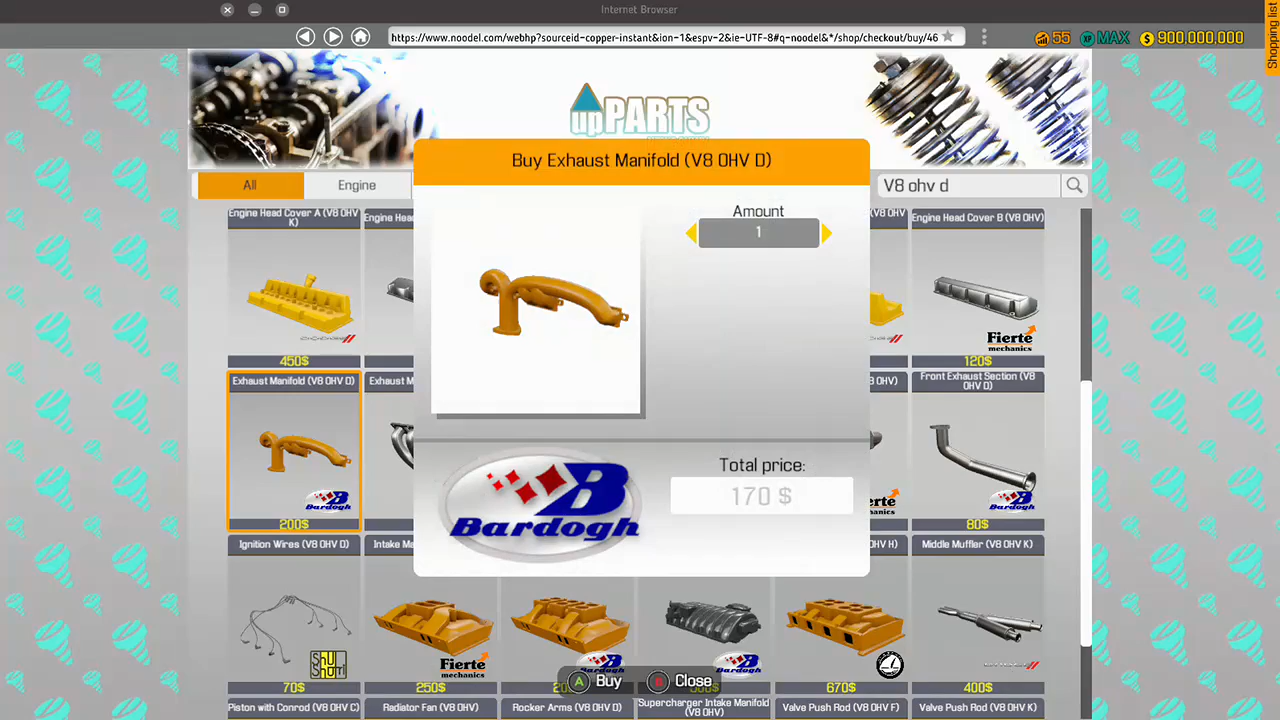 Internet Browser
https://www.noodel.com/webhp?sourceid-copper-instant&ion-1&espv-2&ie-UTF-8#q-noodel&*/shop/checkout/buy/46
55
XP MAX
$ 900.000.000
Shopping list
upPARTS
Buy Exhaust Manifold (V8 OHV D)
All
Engine
V8 ohv d
Amount
1
Engine Head Cover A (V8 OHV K)
Engine Head Cover B (V8 OHV)
Fierte mechanics
450$
120$
Exhaust Manifold (V8 OHV D)
Front Exhaust Section (V8 OHV D)
B Bardogh
Total price:
170 $
200$
80$
Ignition Wires (V8 OHV D)
Middle Muffler (V8 OHV K)
Fierte mechanics
A Buy
Close
70$
250$
670$
400$
Piston with Conrod (V8 OHV C)
Radiator Fan (V8 OHV)
Rocker Arms (V8 OHV D)
Supercharger Intake Manifold (V8 OHV)
Valve Push Rod (V8 OHV F)
Valve Push Rod (V8 OHV K)